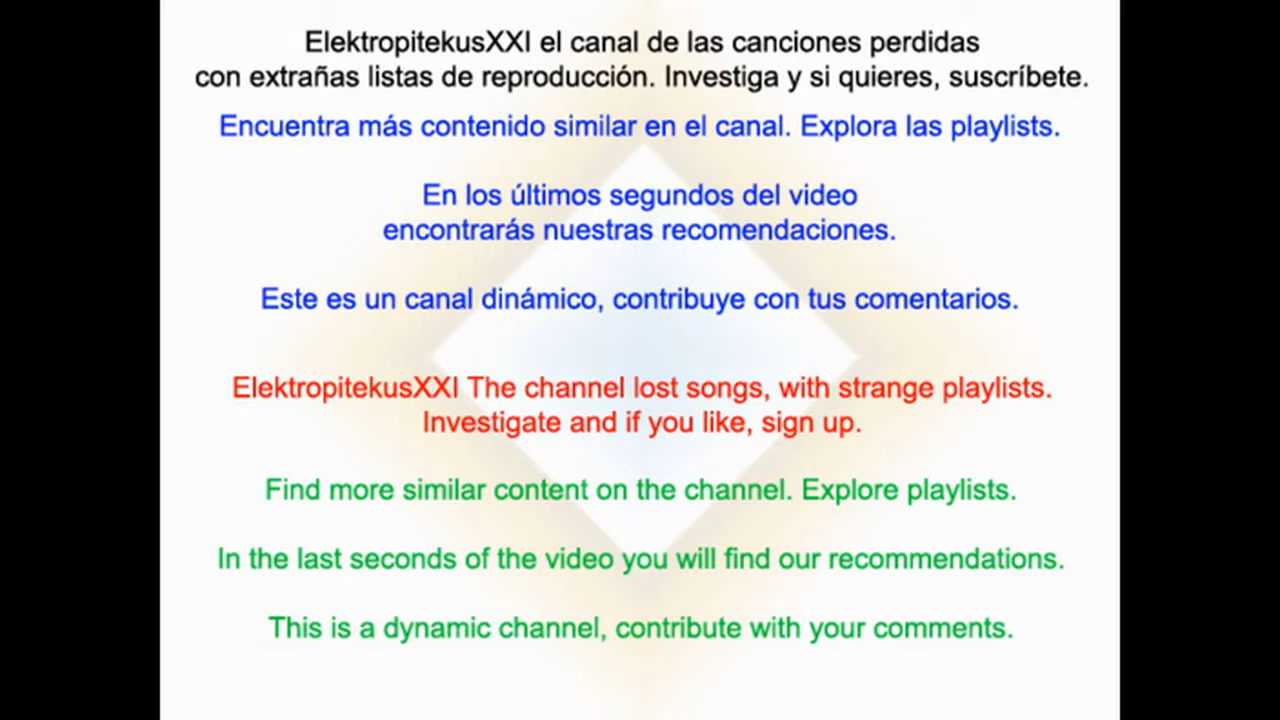 ElektropitekusXXI el canal de las canciones perdidas
con extrañas listas de reproducción. Investiga y si quieres, suscríbete.
Encuentra más contenido similar en el canal. Explora las playlists.
En los últimos segundos del video
encontrarás nuestras recomendaciones.
Este es un canal dinámico, contribuye con tus comentarios.
ElektropitekusXXI The channel lost songs, with strange playlists.
Investigate and if you like, sign up.
Find more similar content on the channel. Explore playlists.
In the last seconds of the video you will find our recommendations.
This is a dynamic channel, contribute with your comments.